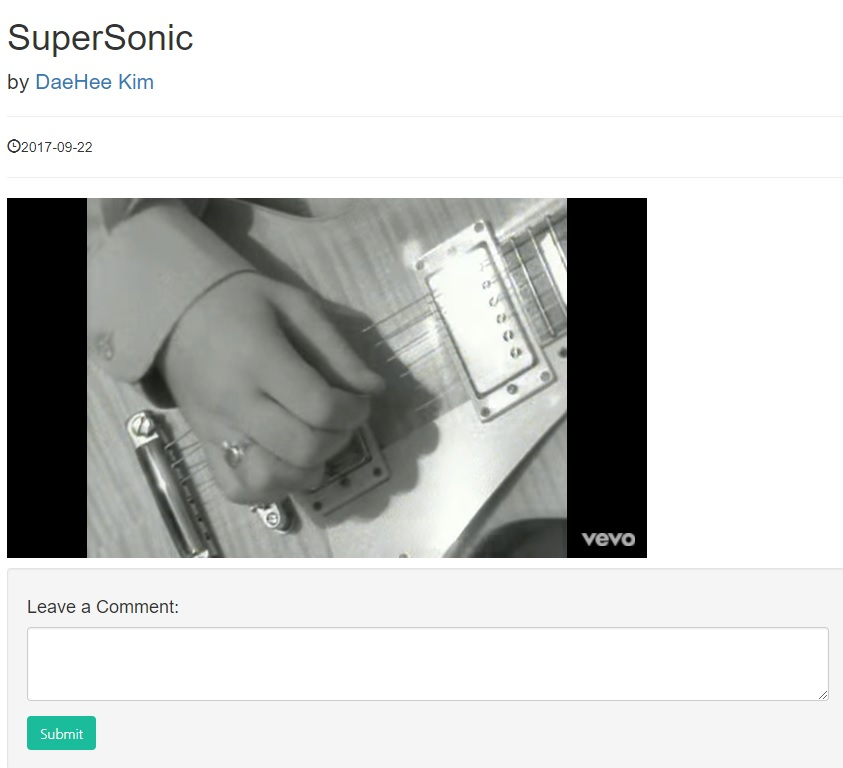 SuperSonic
by DaeHee Kim
2017-09-22
vevo
Leave a Comment:
Submit